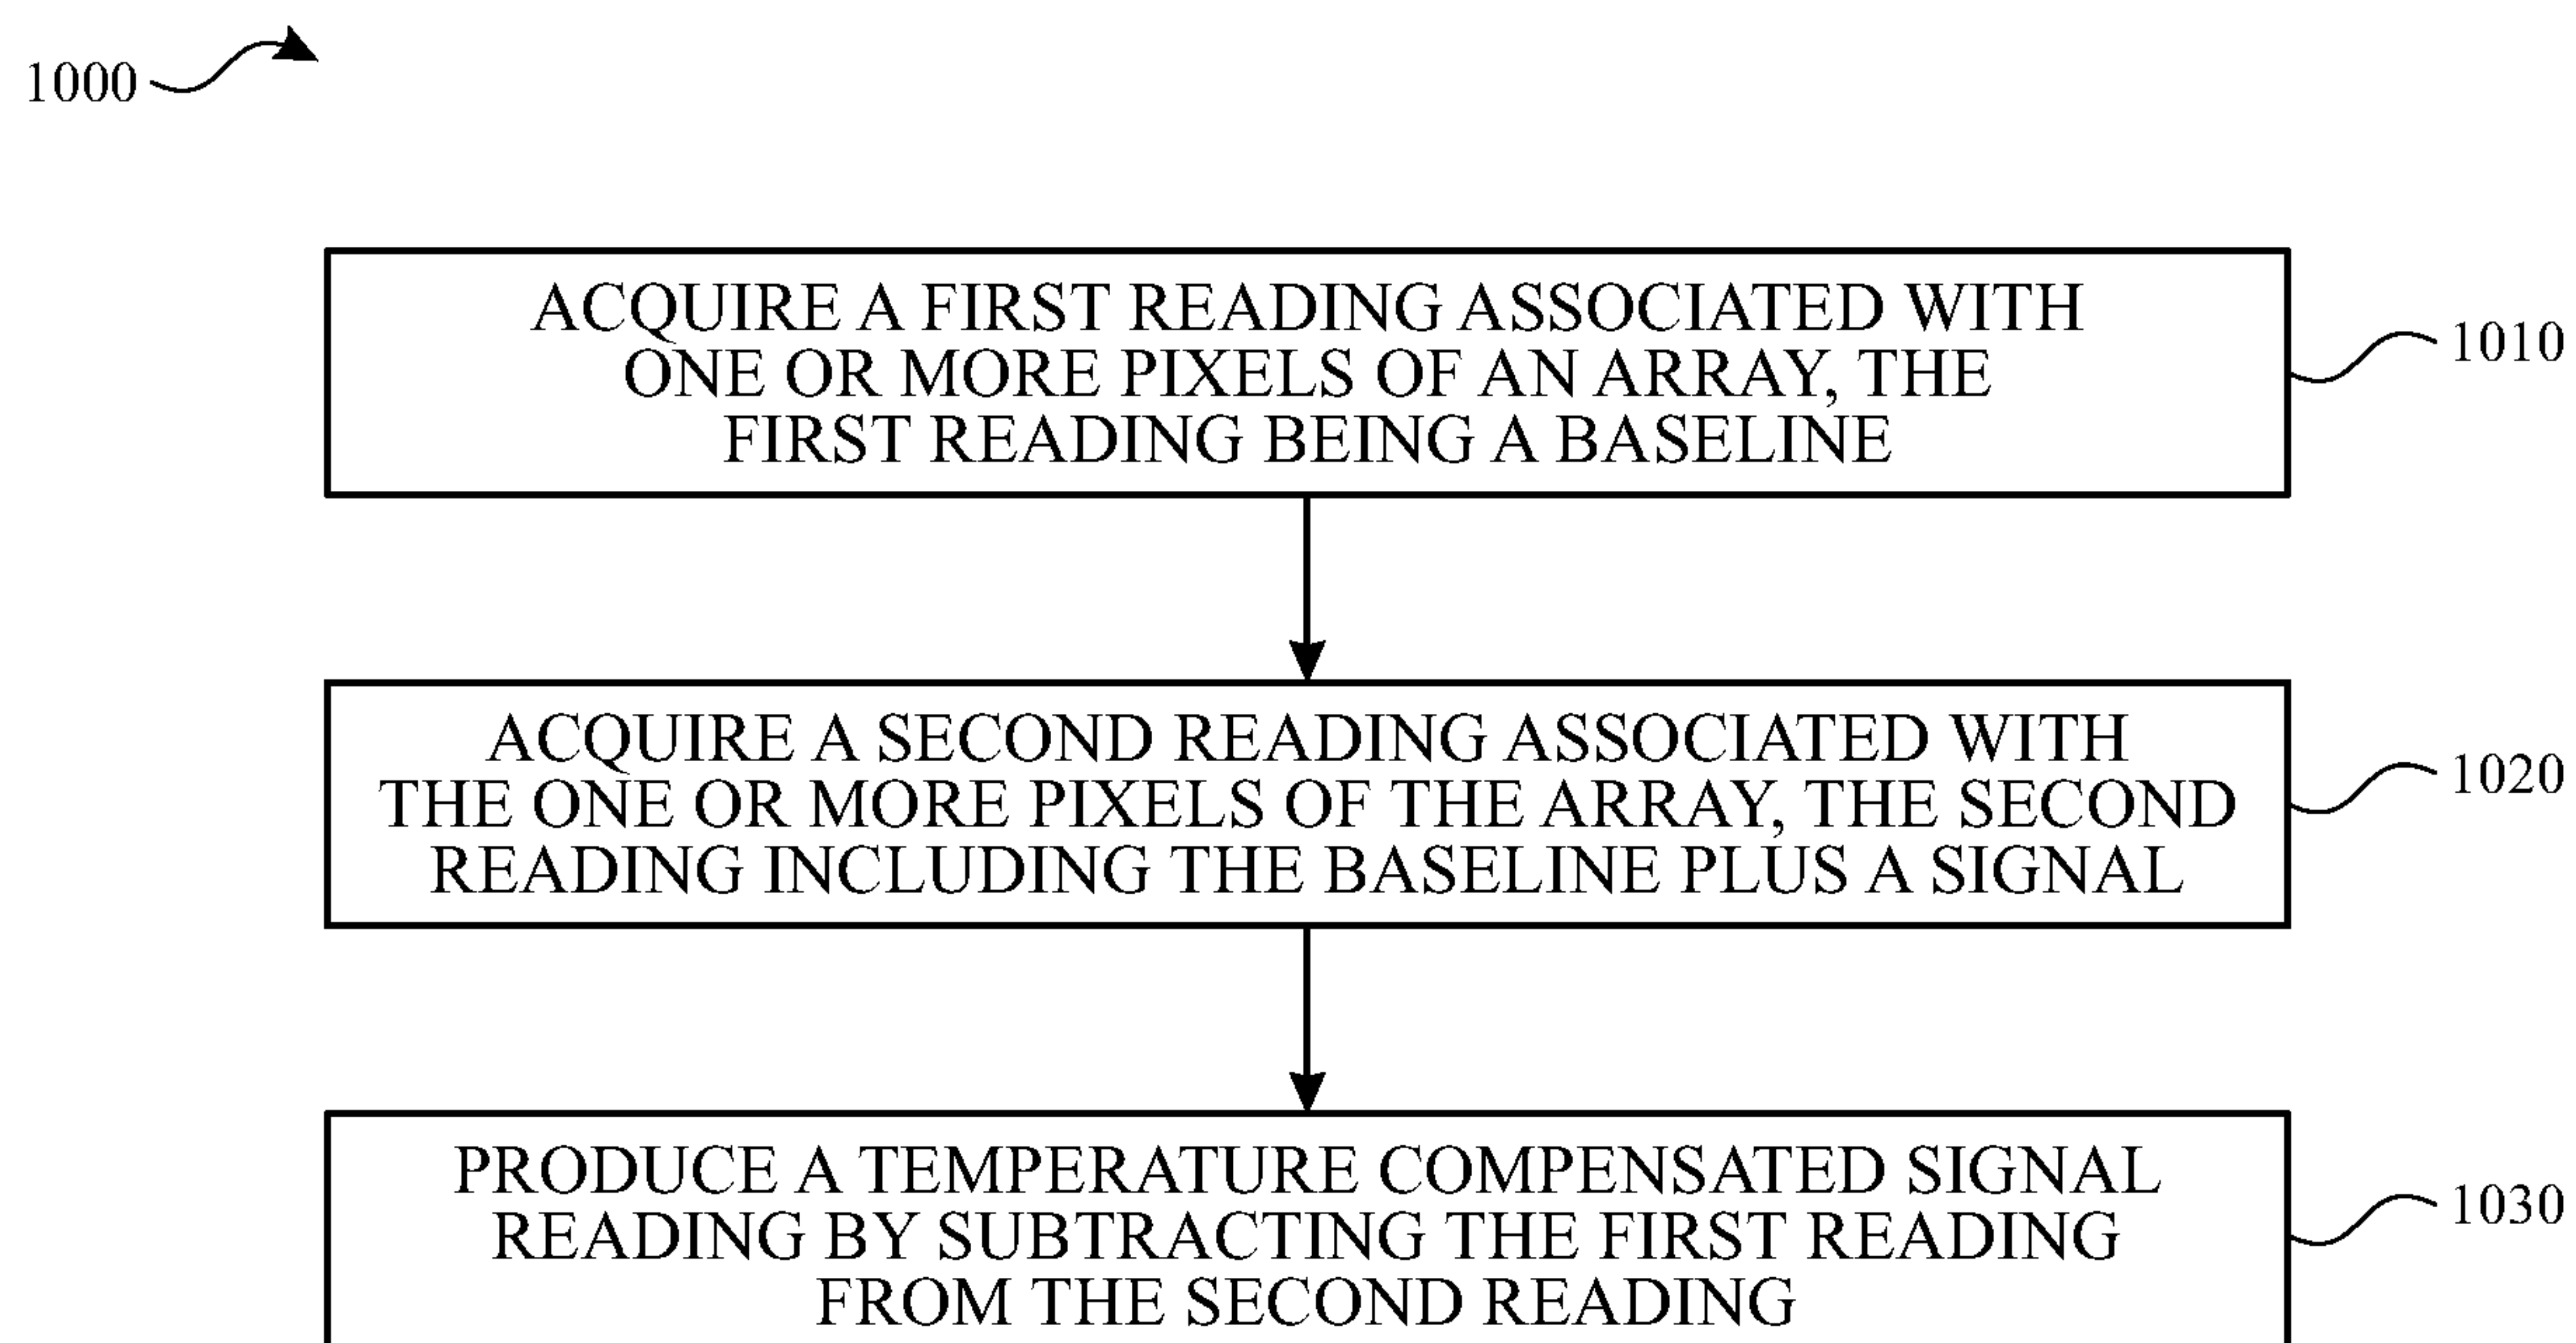 1000
ACQUIRE A FIRST READING ASSOCIATED WITH
ONE OR MORE PIXELS OF AN ARRAY, THE
FIRST READING BEING A BASELINE
1010
ACQUIRE A SECOND READING ASSOCIATED WITH
THE ONE OR MORE PIXELS OF THE ARRAY, THE SECOND
READING INCLUDING THE BASELINE PLUS A SIGNAL
1020
PRODUCE A TEMPERATURE COMPENSATED SIGNAL
READING BY SUBTRACTING THE FIRST READING
FROM THE SECOND READING
1030